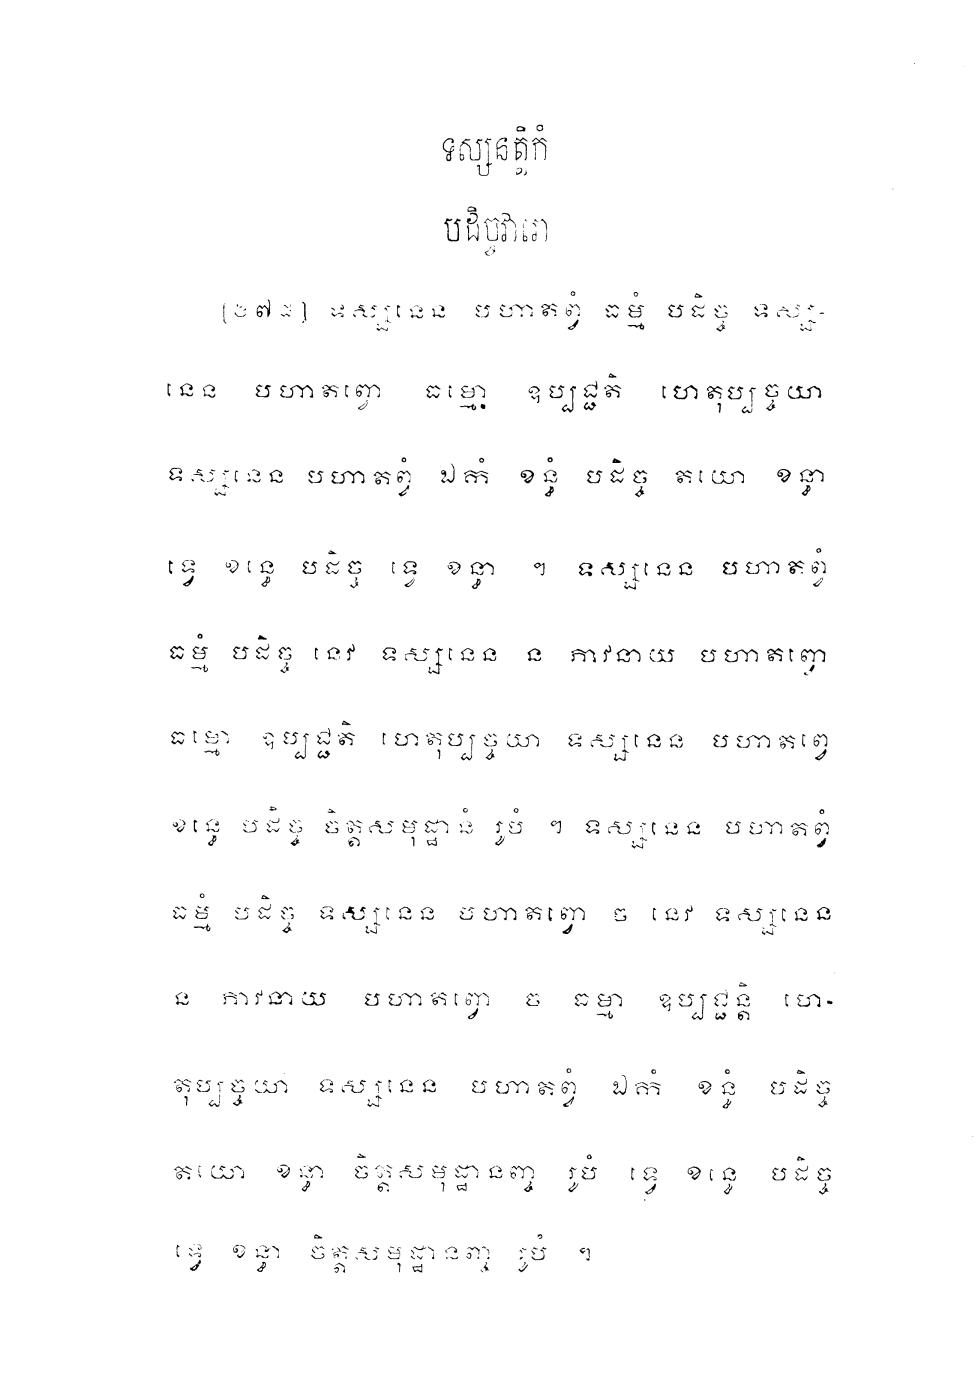 ទស្សនត្តិកំ
បដិច្ចវារោ
ទស្សនេន បហាតព្វំ ធម្មំ បដិច្ច ទស្ស-
នេន បហាតព្វោ ធម្មោ ឧប្បជ្ជតិ ហេតុប្បច្ចយា
ទស្សនេន បហាតព្វំ ឯកំ ខន្ធំ បដិច្ច តយោ ខន្ធា
ទ្វេ ខន្ធេ បដិច្ច ទ្វេ ខន្ធា ។ ទស្សនេន បហាតព្វំ
ធម្មំ បដិច្ច នេវ ទស្សនេន ន ភាវនាយ បហាតព្វោ
ធម្មោ ឧប្បជ្ជតិ ហេតុប្បច្ចយា ទស្សនេន បហាតព្វេ
ខន្ធេ បដិច្ច ចិត្តសមុដ្ឋានំ រូបំ ។ ទស្សនេន បហាតព្វំ
ធម្មំ បដិច្ច ទស្សនេន បហាតព្វោ ច នេវ ទស្សនេន
ន ភាវនាយ បហាតព្វោ ច ធម្មា ឧប្បជ្ជន្តិ ហេ-
តុប្បច្ចយា ទស្សនេន បហាតព្វំ ឯកំ ខន្ធំ បដិច្ច
តយោ ខន្ធា ចិត្តសមុដ្ឋានញ្ច រូបំ ទ្វេ ខន្ធេ បដិច្ច
ទ្វេ ខន្ធា ចិត្តសមុដ្ឋានញ្ច រូបំ ។